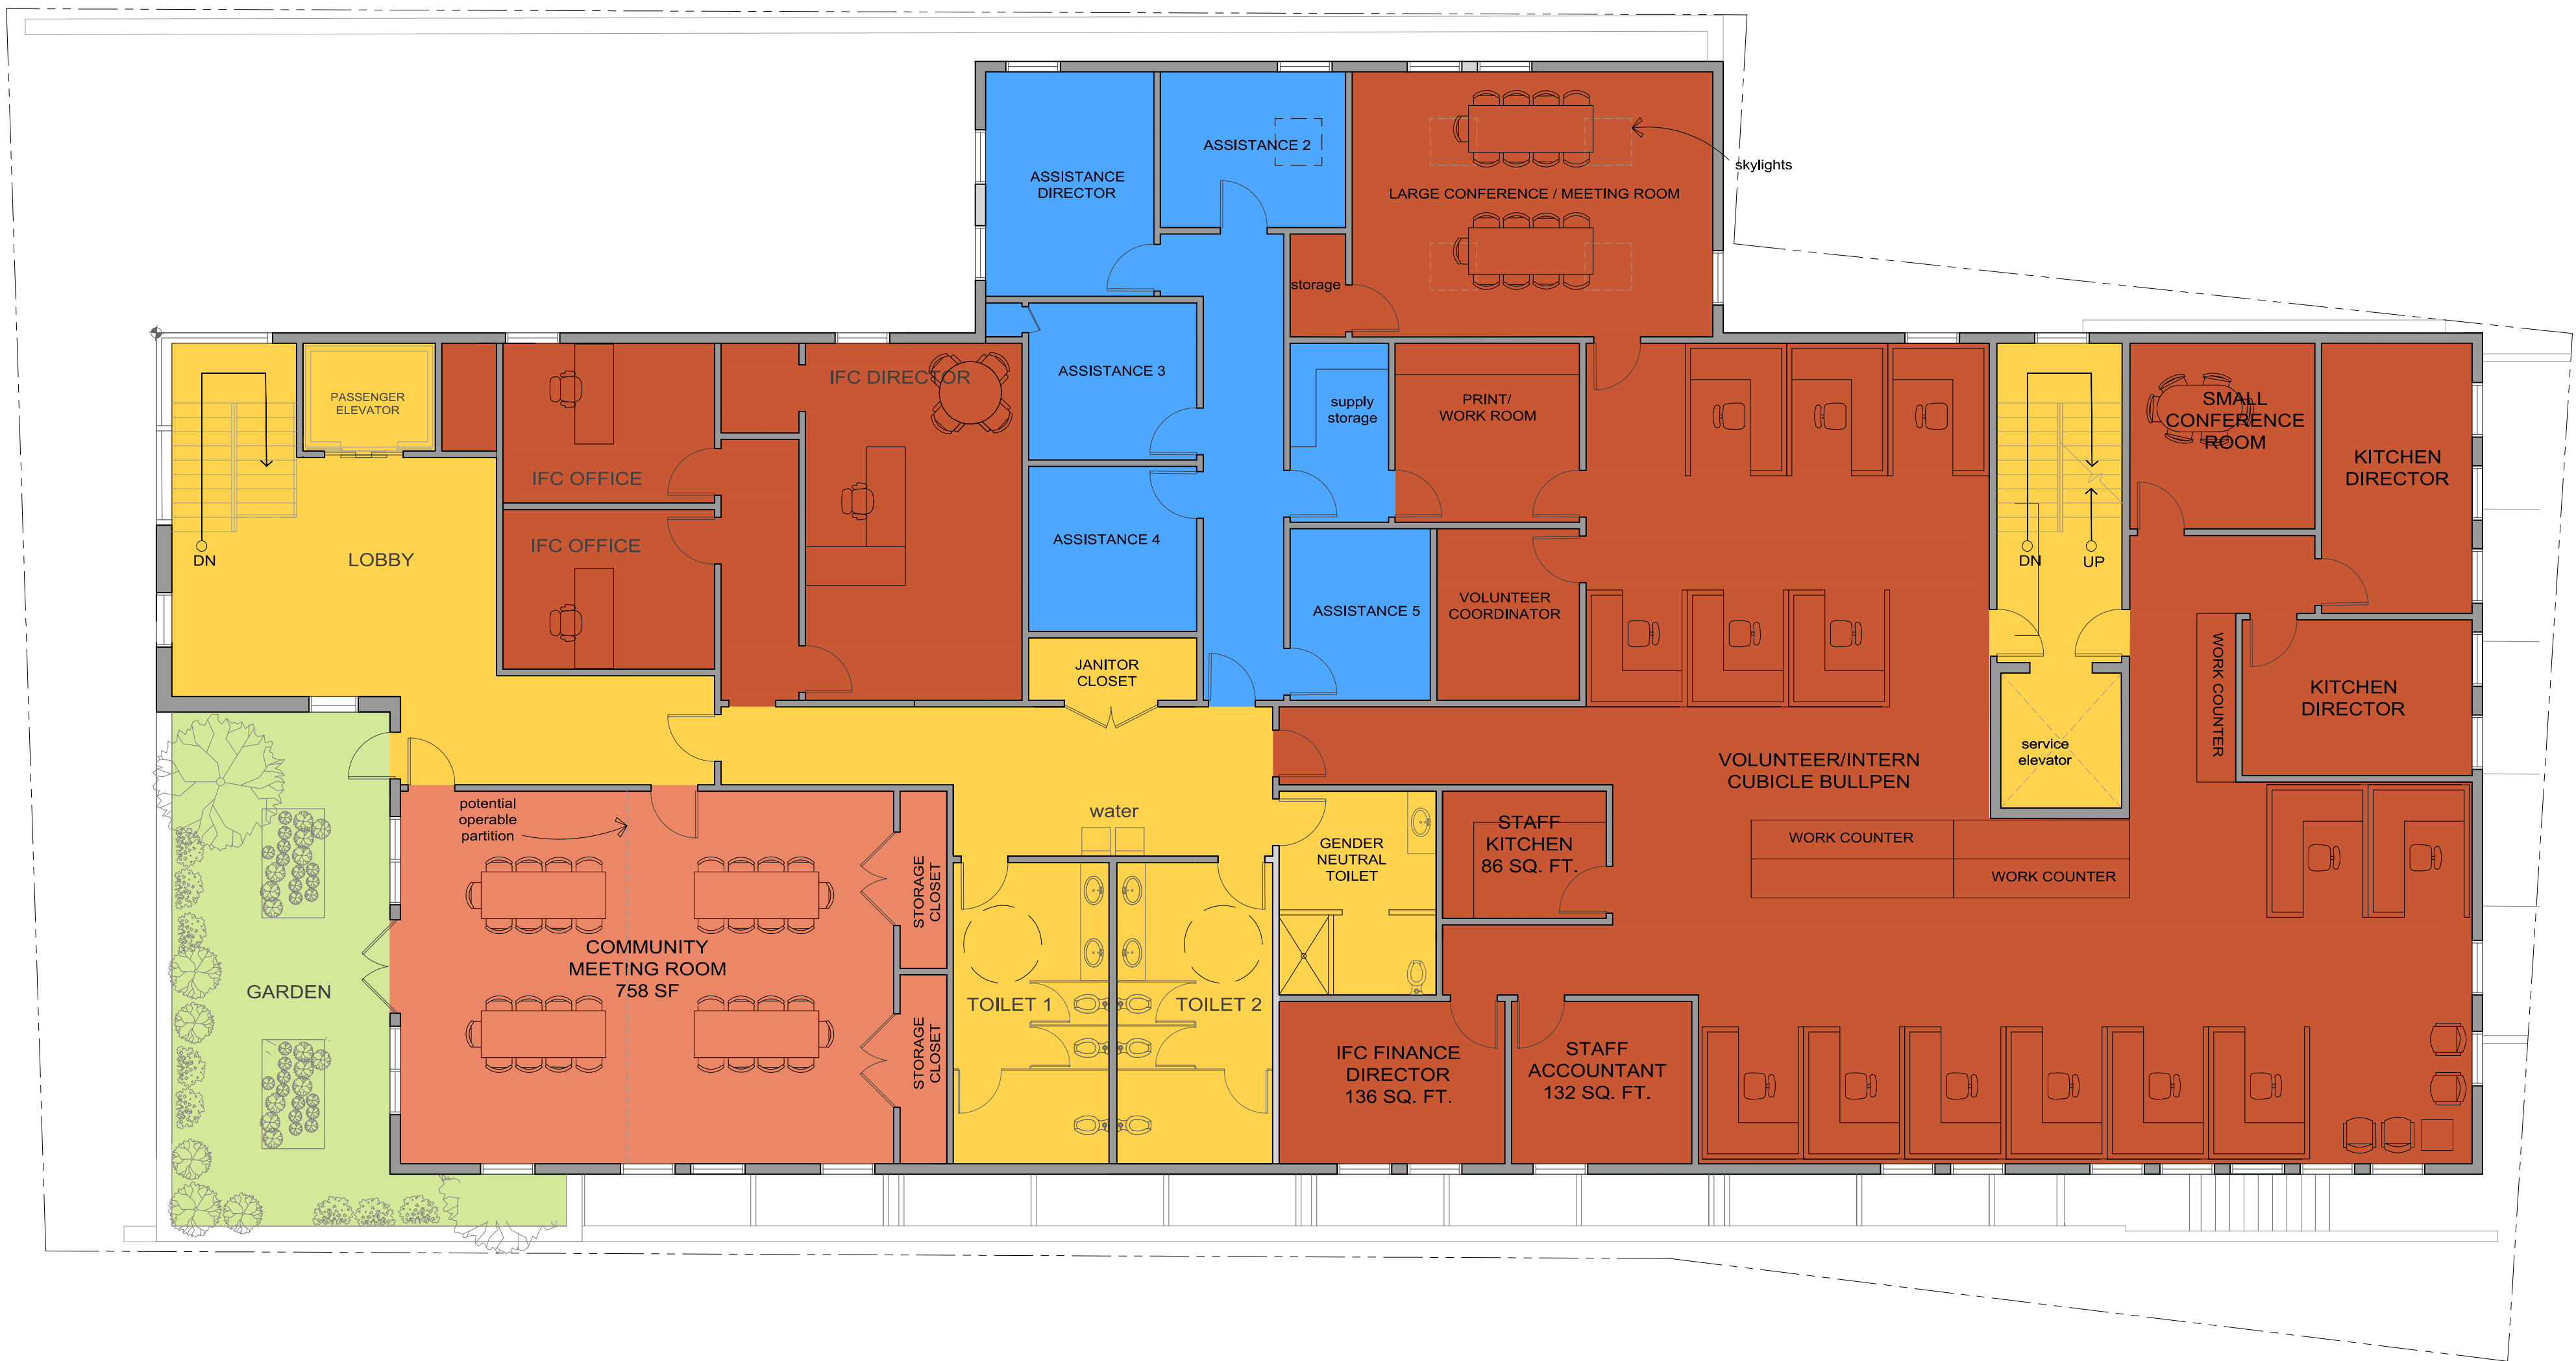 ASSISTANCE
DIRECTOR
ASSISTANCE 2
skylights
LARGE CONFERENCE / MEETING ROOM
storage
PASSENGER
ELEVATOR
IFC OFFICE
IFC DIRECTOR
ASSISTANCE 3
supply
storage
PRINT/
WORK ROOM
SMALL
CONFERENCE
ROOM
KITCHEN
DIRECTOR
DN
LOBBY
IFC OFFICE
ASSISTANCE 4
ASSISTANCE 5
VOLUNTEER
COORDINATOR
DN
UP
JANITOR
CLOSET
WORK COUNTER
KITCHEN
DIRECTOR
service
elevator
VOLUNTEER/INTERN
CUBICLE BULLPEN
potential
operable
partition
water
GENDER
NEUTRAL
TOILET
STAFF
KITCHEN
86 SQ. FT.
WORK COUNTER
WORK COUNTER
STORAGE
CLOSET
GARDEN
COMMUNITY
MEETING ROOM
758 SF
TOILET 1
TOILET 2
STORAGE
CLOSET
IFC FINANCE
DIRECTOR
136 SQ. FT.
STAFF
ACCOUNTANT
132 SQ. FT.